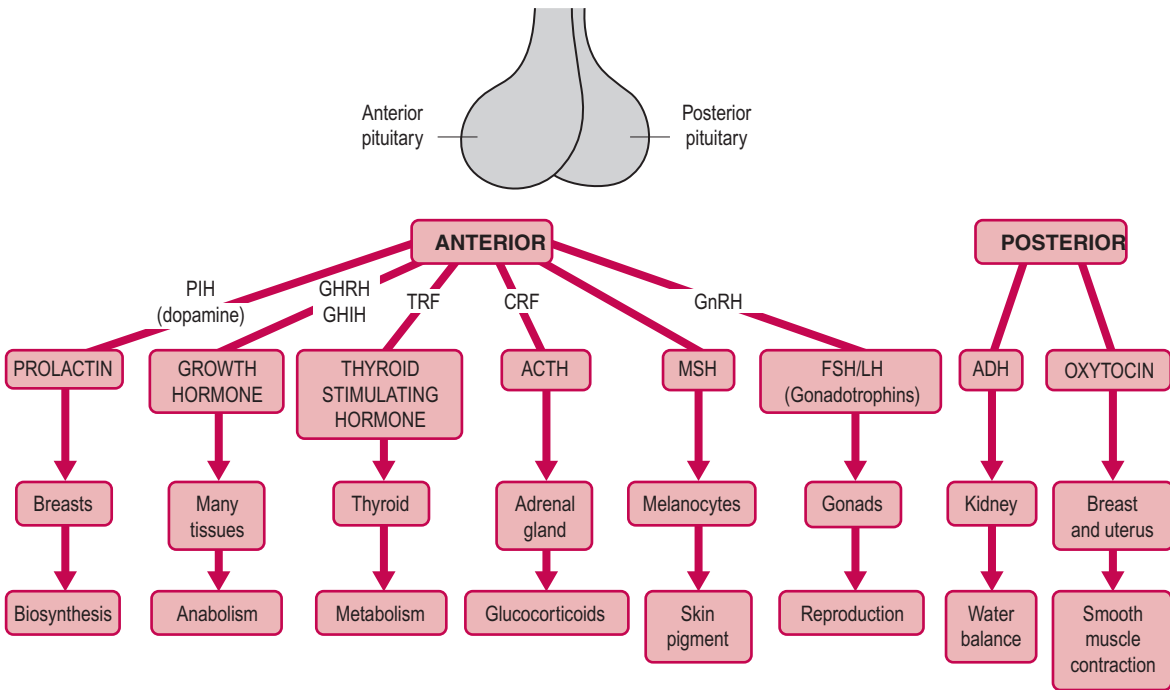 Anterior
pituitary
Posterior
pituitary
ANTERIOR
POSTERIOR
PIH
(dopamine)
GHRH
GHIH
TRF
CRF
GnRH
PROLACTIN
GROWTH
HORMONE
THYROID
STIMULATING
HORMONE
ACTH
MSH
FSH/LH
(Gonadotrophins)
ADH
OXYTOCIN
Breasts
Many
tissues
Thyroid
Adrenal
gland
Melanocytes
Gonads
Kidney
Breast
and uterus
Biosynthesis
Anabolism
Metabolism
Glucocorticoids
Skin
pigment
Reproduction
Water
balance
Smooth
muscle
contraction